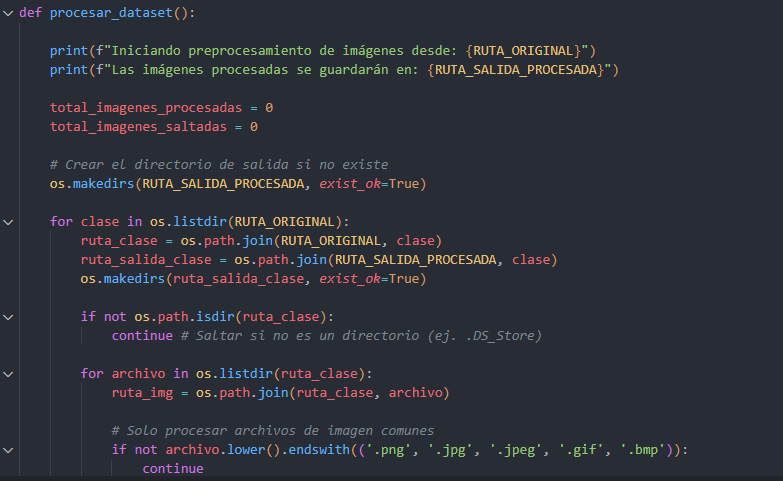 def procesar_dataset():
print(f"Iniciando preprocesamiento de imágenes desde: {RUTA_ORIGINAL}")
print(f"Las imágenes procesadas se guardarán en: {RUTA_SALIDA_PROCESADA}")
total_imagenes_procesadas = 0
total_imagenes_saltadas = 0
# Crear el directorio de salida si no existe
os.makedirs(RUTA_SALIDA_PROCESADA, exist_ok=True)
for clase in os.listdir(RUTA_ORIGINAL):
ruta_clase = os.path.join(RUTA_ORIGINAL, clase)
ruta_salida_clase = os.path.join(RUTA_SALIDA_PROCESADA, clase)
os.makedirs(ruta_salida_clase, exist_ok=True)
if not os.path.isdir(ruta_clase):
continue # Saltar si no es un directorio (ej. .DS_Store)
for archivo in os.listdir(ruta_clase):
ruta_img = os.path.join(ruta_clase, archivo)
# Solo procesar archivos de imagen comunes
if not archivo.lower().endswith(('.png', '.jpg', '.jpeg', '.gif', '.bmp')):
continue